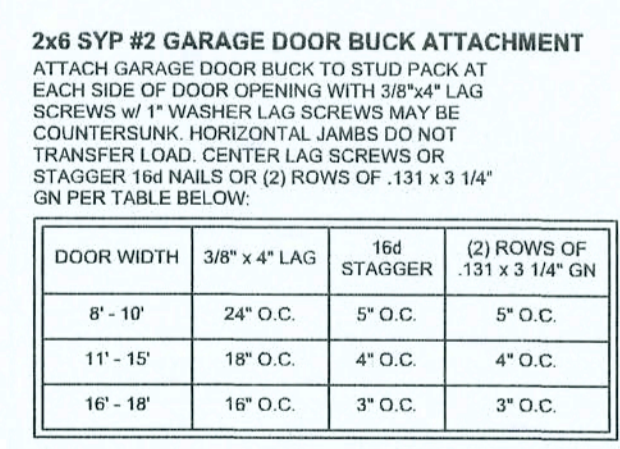 2x6 SYP #2 GARAGE DOOR BUCK ATTACHMENT
ATTACH GARAGE DOOR BUCK TO STUD PACK AT
EACH SIDE OF DOOR OPENING WITH 3/8"x4" LAG
SCREWS w/ 1" WASHER LAG SCREWS MAY BE
COUNTERSUNK. HORIZONTAL JAMBS DO NOT
TRANSFER LOAD. CENTER LAG SCREWS OR
STAGGER 16d NAILS OR (2) ROWS OF .131 x 3 1/4"
GN PER TABLE BELOW:
DOOR WIDTH 3/8" x 4" LAG 16d STAGGER (2) ROWS OF .131 x 3 1/4" GN
8' - 10' 24" O.C. 5" O.C. 5" O.C.
11' - 15' 18" O.C. 4" O.C. 4" O.C.
16' - 18' 16" O.C. 3" O.C. 3" O.C.